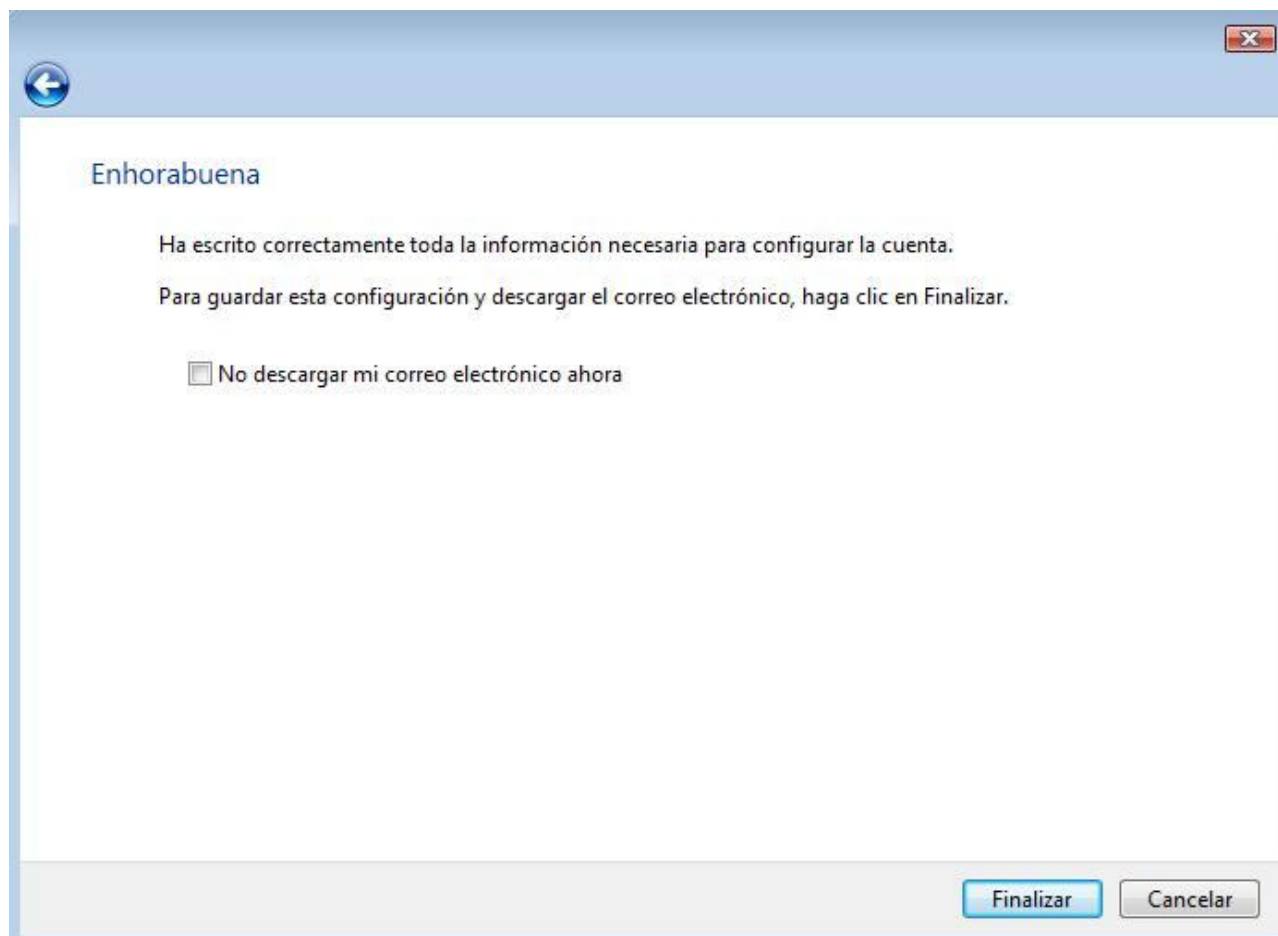 Enhorabuena
Ha escrito correctamente toda la información necesaria para configurar la cuenta.
Para guardar esta configuración y descargar el correo electrónico, haga clic en Finalizar.
No descargar mi correo electrónico ahora
Finalizar Cancelar